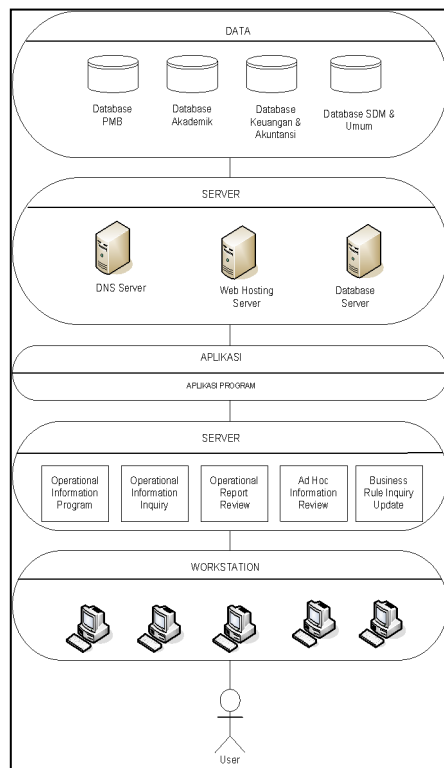 DATA
Database
PMB
Database
Akademik
Database
Keuangan &
Akuntansi
Database SDM &
Umum
SERVER
DNS Server
Web Hosting
Server
Database
Server
APLIKASI
APLIKASI PROGRAM
SERVER
Operational
Information
Program
Operational
Information
Inquiry
Operational
Report
Review
Ad Hoc
Information
Review
Business
Rule Inquiry
Update
WORKSTATION
User